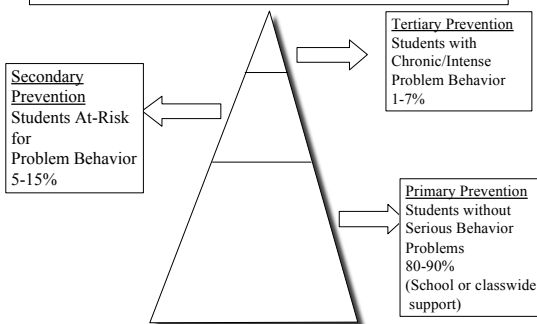 Tertiary Prevention
Students with
Chronic/Intense
Problem Behavior
1-7%
Secondary
Prevention
Students At-Risk
for
Problem Behavior
5-15%
Primary Prevention
Students without
Serious Behavior
Problems
80-90%
(School or classwide
support)